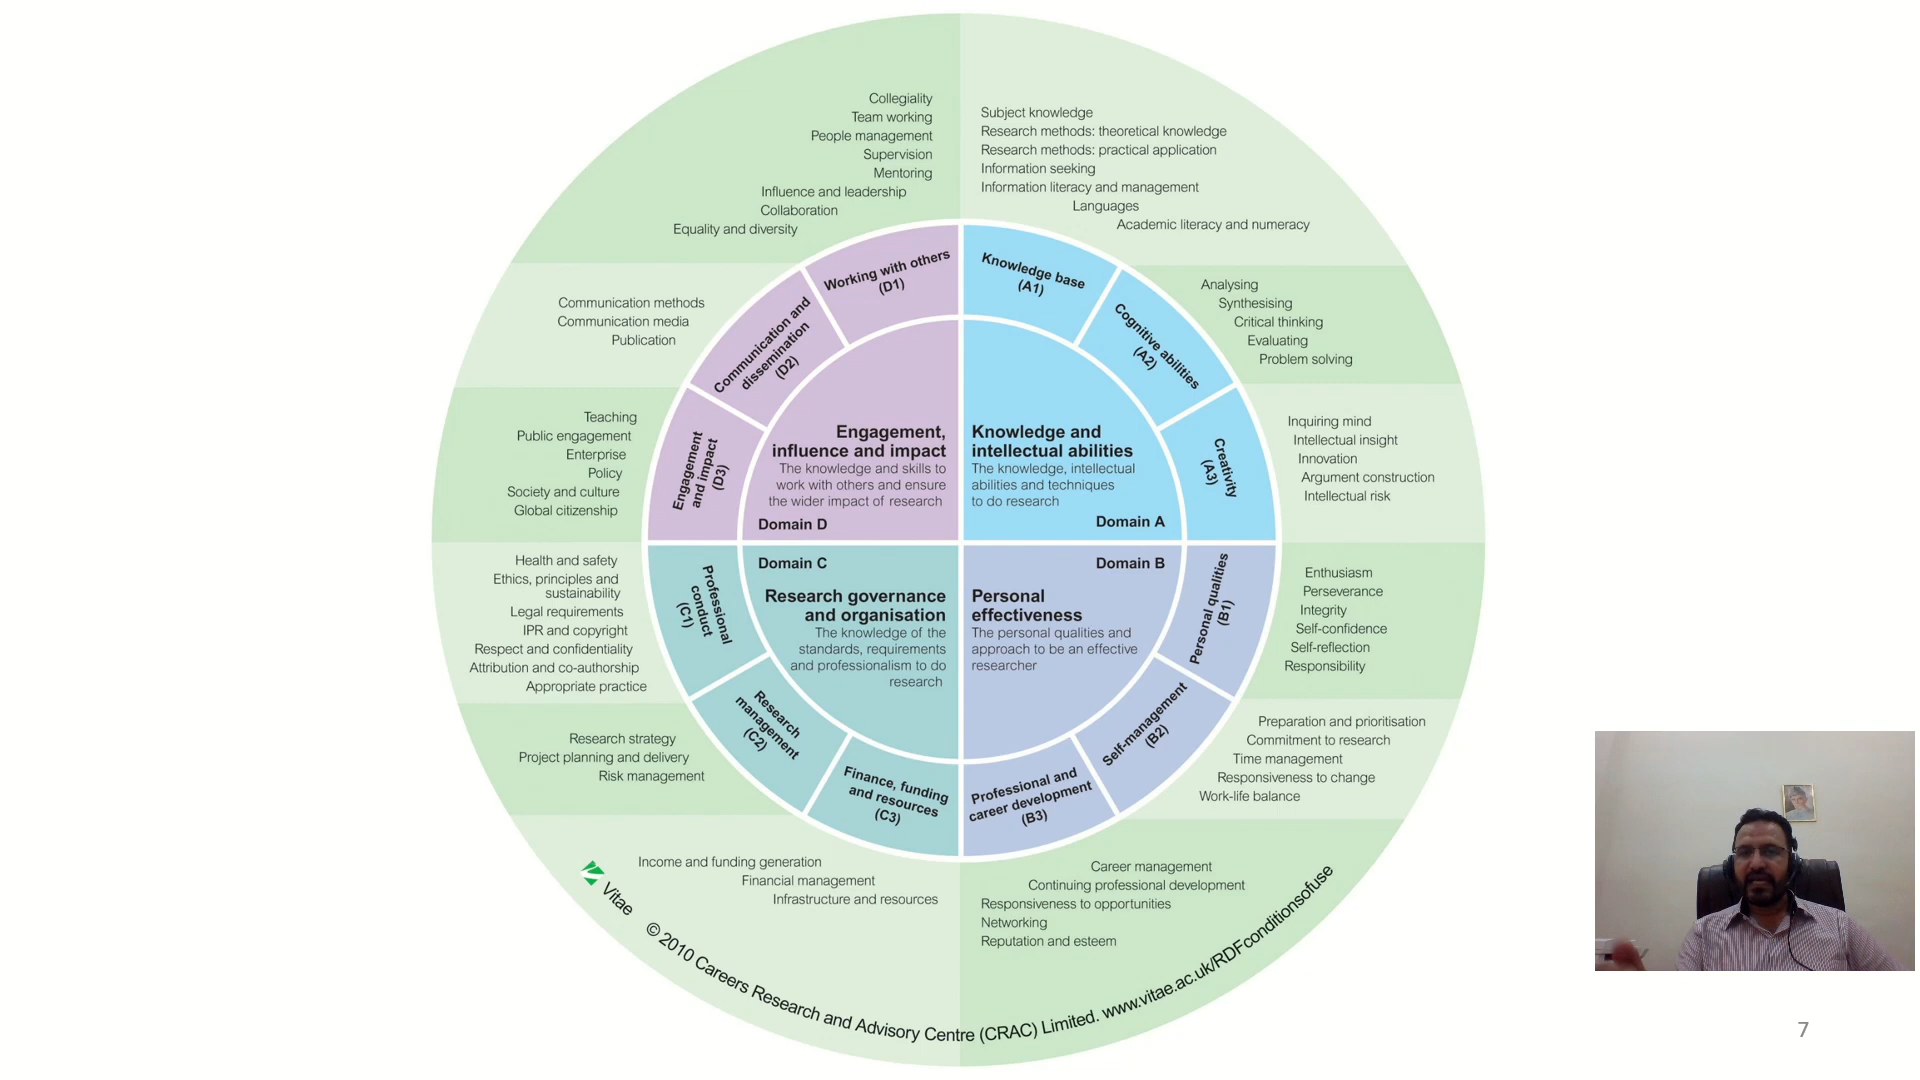 Collegiality
Team working
People management
Supervision
Mentoring
Influence and leadership
Collaboration
Equality and diversity
Subject knowledge
Research methods: theoretical knowledge
Research methods: practical application
Information seeking
Information literacy and management
Languages
Academic literacy and numeracy
Working with others
(D1)
Knowledge base
(A1)
Communication methods
Communication media
Publication
Communication and
dissemination
(D2)
Cognitive abilities
(A2)
Analysing
Synthesising
Critical thinking
Evaluating
Problem solving
Teaching
Public engagement
Enterprise
Policy
Society and culture
Global citizenship
Engagement
and impact
(D3)
Engagement,
influence and impact
The knowledge and skills to
work with others and ensure
the wider impact of research
Domain D
Knowledge and
intellectual abilities
The knowledge, intellectual
abilities and techniques
to do research
Domain A
Creativity
(A3)
Inquiring mind
Intellectual insight
Innovation
Argument construction
Intellectual risk
Health and safety
Ethics, principles and
sustainability
Legal requirements
IPR and copyright
Respect and confidentiality
Attribution and co-authorship
Appropriate practice
Professional
conduct
(C1)
Domain C
Research governance
and organisation
The knowledge of the
standards, requirements
and professionalism to do
research
Domain B
Personal
effectiveness
The personal qualities and
approach to be an effective
researcher
Personal qualities
(B1)
Enthusiasm
Perseverance
Integrity
Self-confidence
Self-reflection
Responsibility
Research strategy
Project planning and delivery
Risk management
Research
management
(C2)
Self-management
(B2)
Preparation and prioritisation
Commitment to research
Time management
Responsiveness to change
Work-life balance
Finance, funding
and resources
(C3)
Professional and
career development
(B3)
Income and funding generation
Financial management
Infrastructure and resources
Career management
Continuing professional development
Responsiveness to opportunities
Networking
Reputation and esteem
Vitae
© 2010 Careers Research and Advisory Centre (CRAC) Limited. www.vitae.ac.uk/RDFconditionsofuse
7